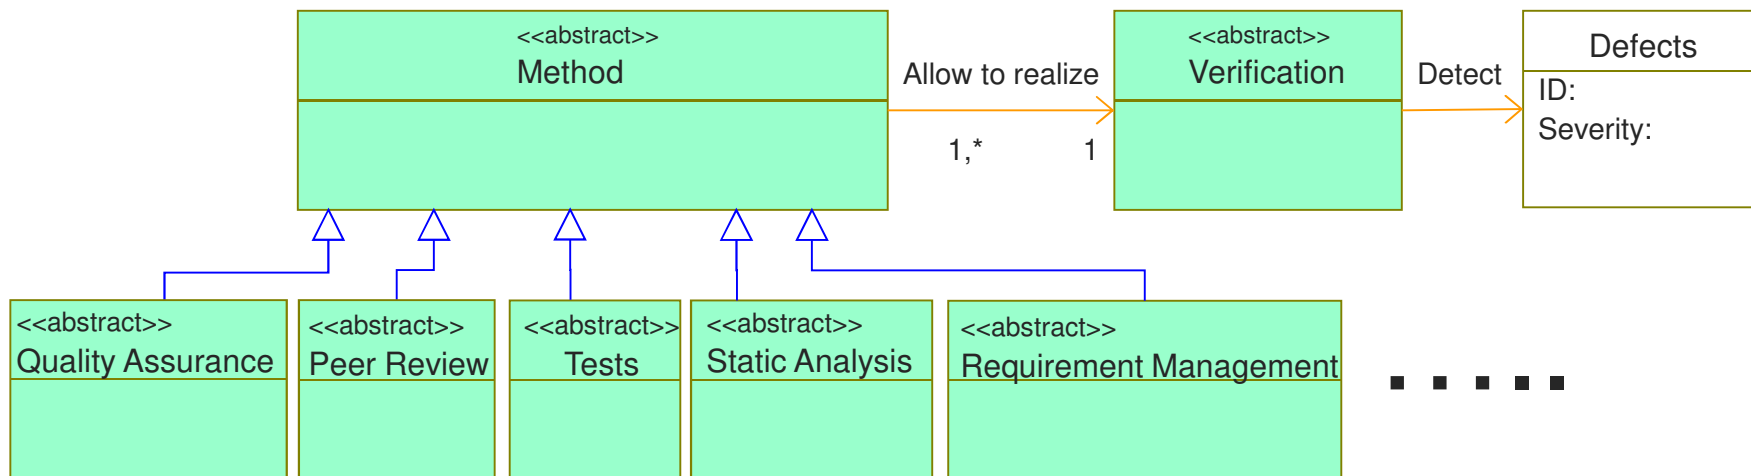 <<abstract>>
Method
Allow to realize
1,*
1
<<abstract>>
Verification
Detect
Defects
ID:
Severity:
<<abstract>>
Quality Assurance
<<abstract>>
Peer Review
<<abstract>>
Tests
<<abstract>>
Static Analysis
<<abstract>>
Requirement Management